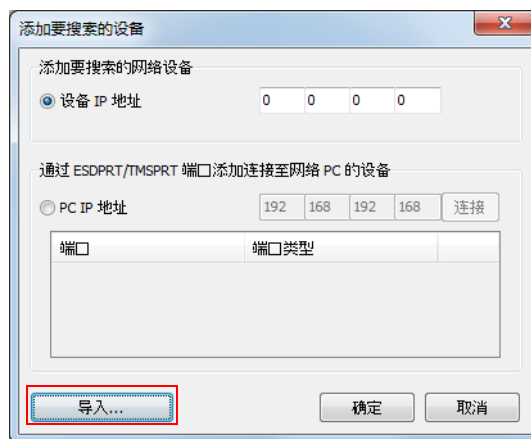 添加要搜索的设备
添加要搜索的网络设备
设备 IP 地址 0 0 0 0
通过 ESDPRT/TMSPRT 端口添加连接至网络 PC 的设备
PC IP 地址 192 168 192 168 连接
端口 端口类型
导入... 确定 取消